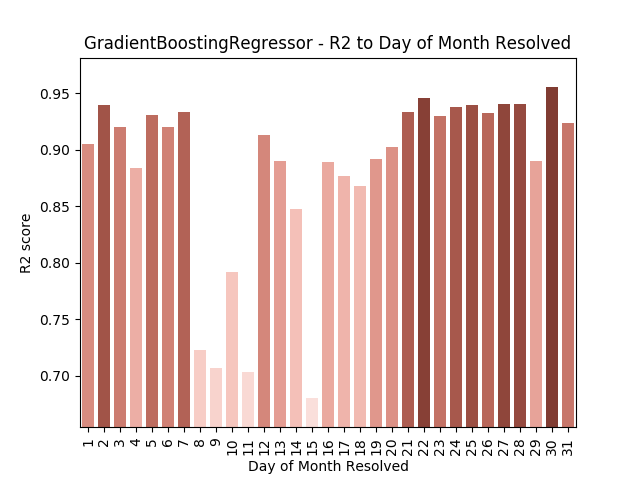 GradientBoostingRegressor - R2 to Day of Month Resolved
0.95
0.90
0.85
0.80
0.75
0.70
R2 score
1 2 3 4 5 6 7 8 9 10 11 12 13 14 15 16 17 18 19 20 21 22 23 24 25 26 27 28 29 30 31
Day of Month Resolved